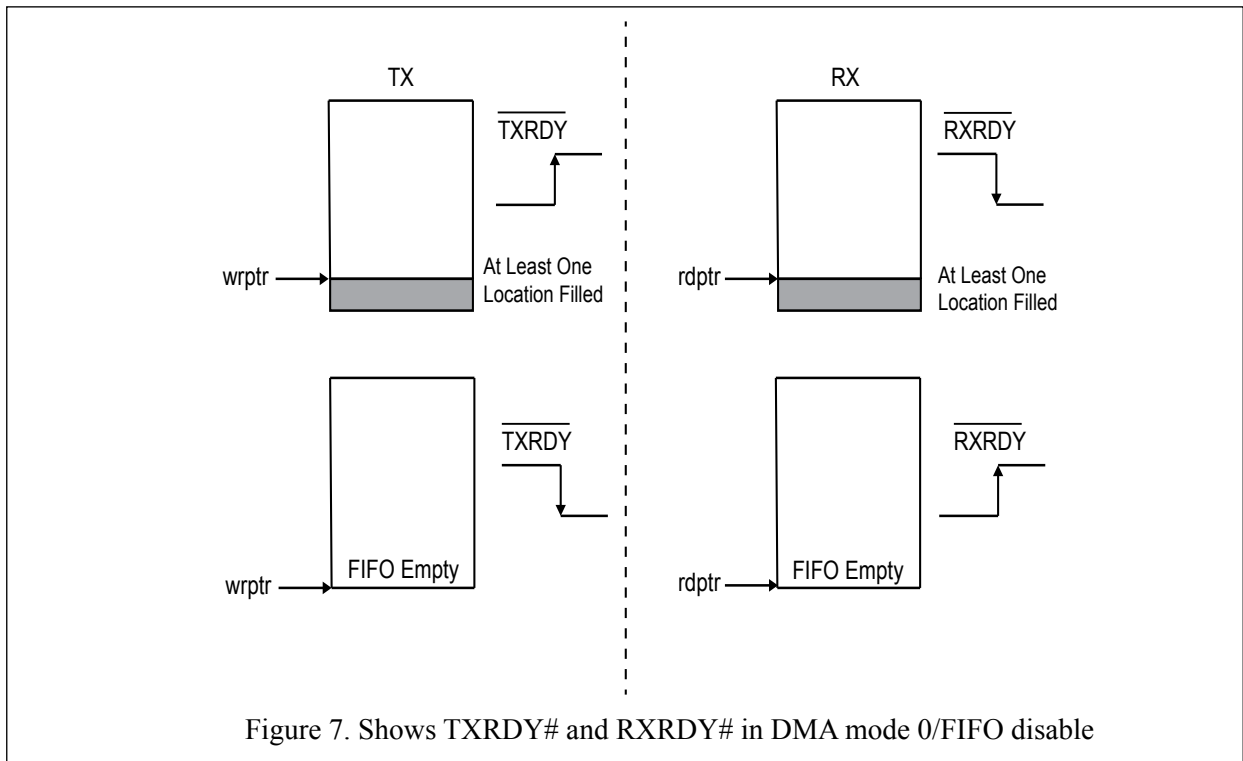 TX
TXRDY
wrptr
At Least One
Location Filled
TXRDY
FIFO Empty
wrptr
RX
RXRDY
rdptr
At Least One
Location Filled
RXRDY
FIFO Empty
rdptr
Figure 7. Shows TXRDY# and RXRDY# in DMA mode 0/FIFO disable